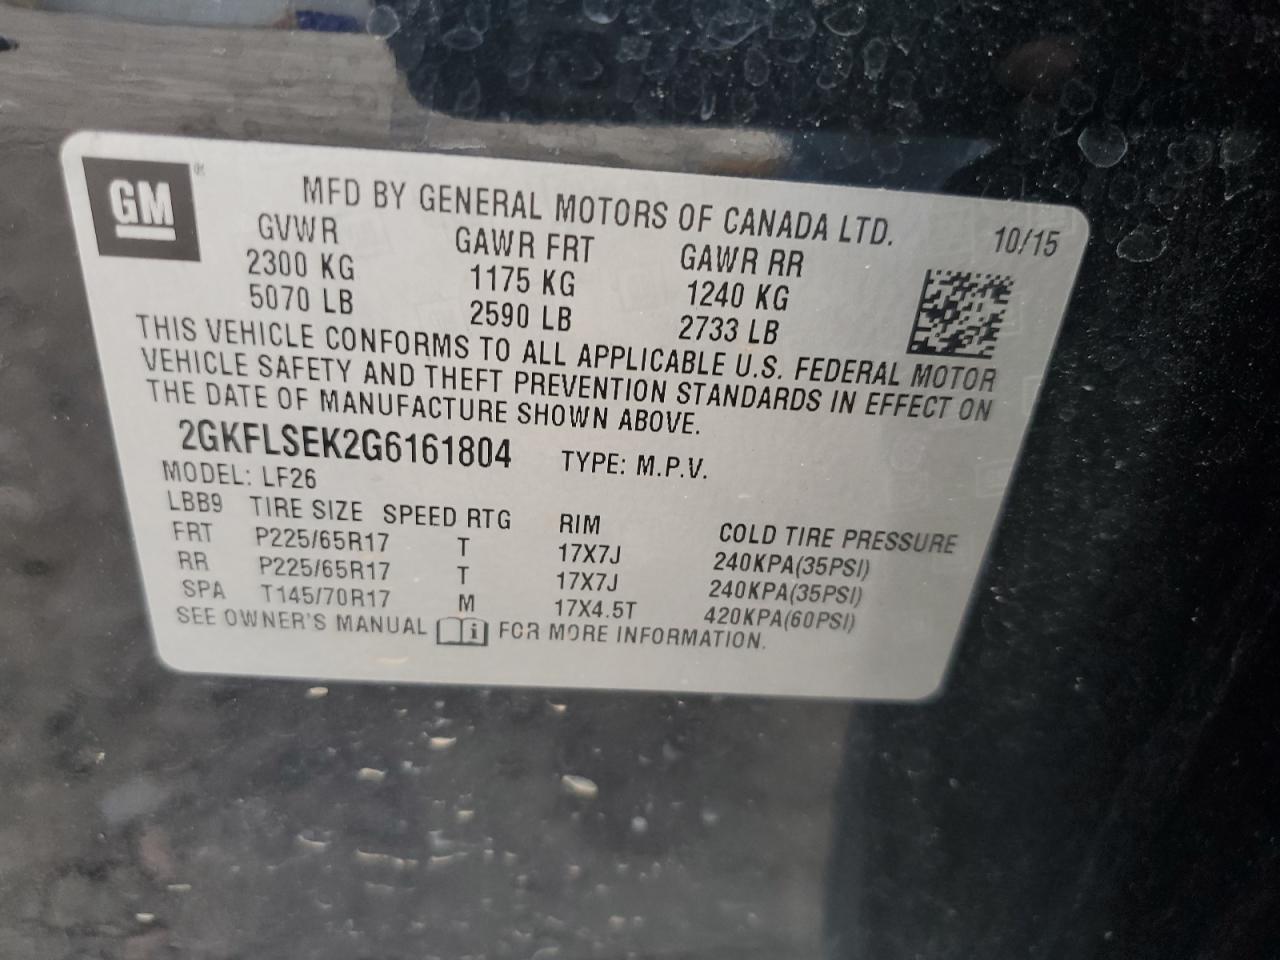 GM ®
MFD BY GENERAL MOTORS OF CANADA LTD. 10/15
GVWR GAWR FRT GAWR RR
2300 KG 1175 KG 1240 KG
5070 LB 2590 LB 2733 LB
THIS VEHICLE CONFORMS TO ALL APPLICABLE U.S. FEDERAL MOTOR
VEHICLE SAFETY AND THEFT PREVENTION STANDARDS IN EFFECT ON
THE DATE OF MANUFACTURE SHOWN ABOVE.
2GKFLSEK2G6161804 TYPE: M.P.V.
MODEL: LF26
LBB9 TIRE SIZE SPEED RTG RIM COLD TIRE PRESSURE
FRT P225/65R17 T 17X7J 240KPA(35PSI)
RR P225/65R17 T 17X7J 240KPA(35PSI)
SPA T145/70R17 M 17X4.5T 420KPA(60PSI)
SEE OWNER'S MANUAL i FOR MORE INFORMATION.